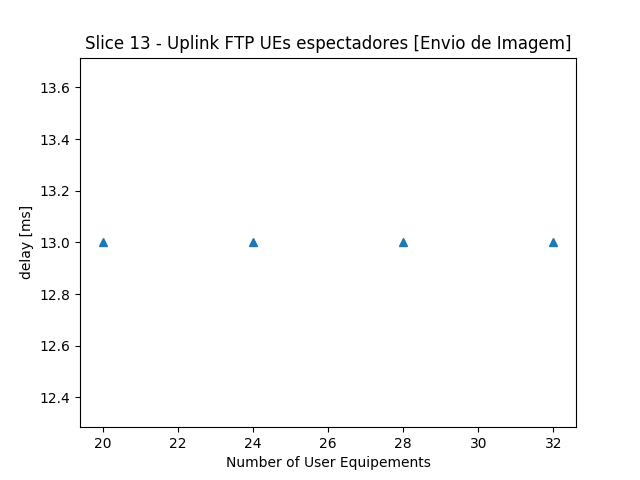 Slice 13 - Uplink FTP UEs espectadores [Envio de Imagem]
13.6
13.4
13.2
13.0
12.8
12.6
12.4
delay [ms]
20 22 24 26 28 30 32
Number of User Equipements